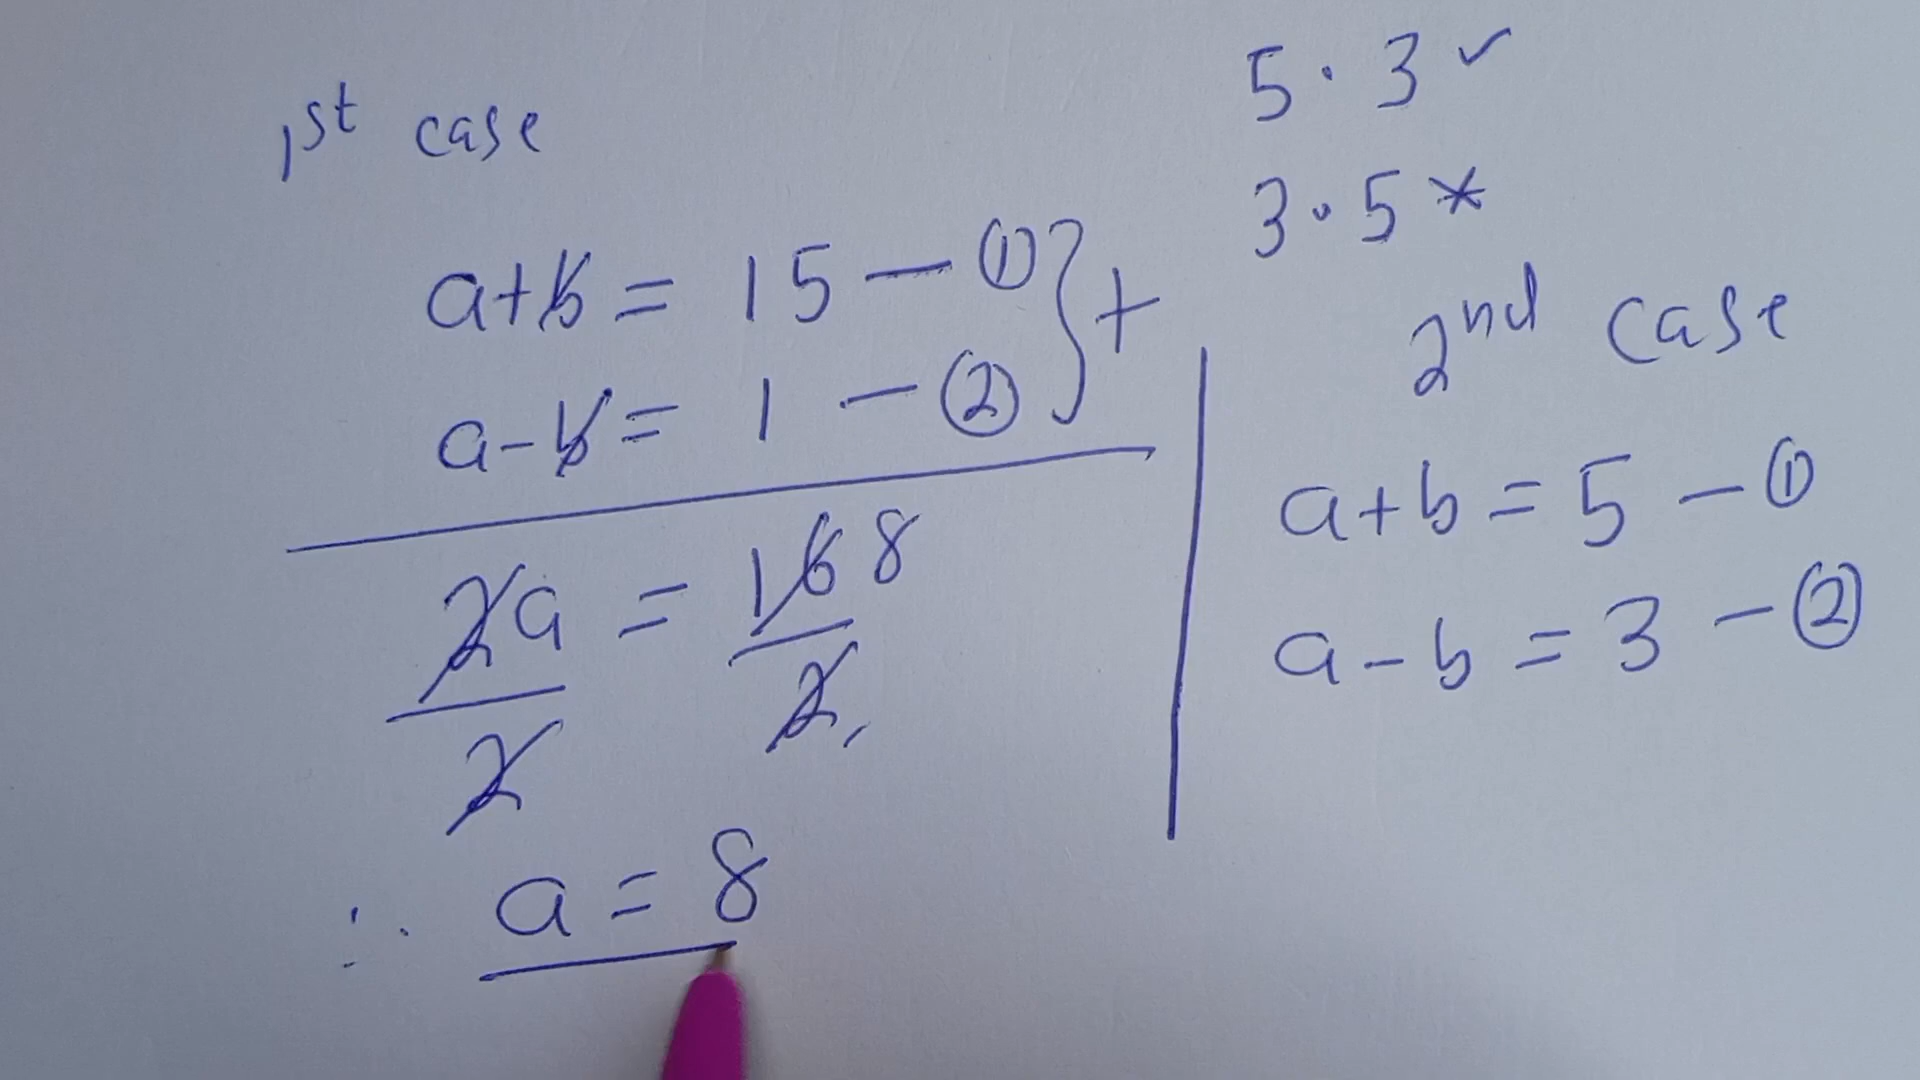 5 · 3 ✓
3 · 5 *
1st case
a+b = 15 — ①
a-b = 1 — ②
} +
2a = 16 8
2 2
∴ a = 8
2nd case
a+b = 5 — ①
a-b = 3 — ②